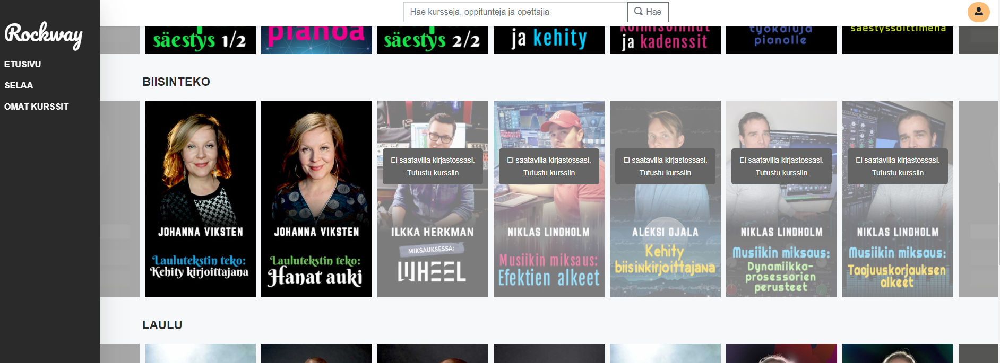 Rockway
ETUSIVU
SELAA
OMAT KURSSIT
Hae kursseja, oppitunteja ja opettajia
Hae
säestys 1/2
pianoa
säestys 2/2
ja kehity
kolmisoinnut
ja kadenssit
työkaluja
pianolle
säestyssoittimena
BIISINTEKO
JOHANNA VIKSTEN
Laulutekstin teko:
Kehity kirjoittajana
JOHANNA VIKSTEN
Laulutekstin teko:
Hanat auki
Ei saatavilla kirjastossasi.
Tutustu kurssiin
ILKKA HERKMAN
MIKSAUKSESSA:
WHEEL
Ei saatavilla kirjastossasi.
Tutustu kurssiin
NIKLAS LINDHOLM
Musiikin miksaus:
Efektien alkeet
Ei saatavilla kirjastossasi.
Tutustu kurssiin
ALEKSI OJALA
Kehity
biisinkirjoittajana
Ei saatavilla kirjastossasi.
Tutustu kurssiin
NIKLAS LINDHOLM
Musiikin miksaus:
Dynamiikka-
prosessorien
perusteet
Ei saatavilla kirjastossasi.
Tutustu kurssiin
NIKLAS LINDHOLM
Musiikin miksaus:
Taajuuskorjauksen
alkeet
LAULU